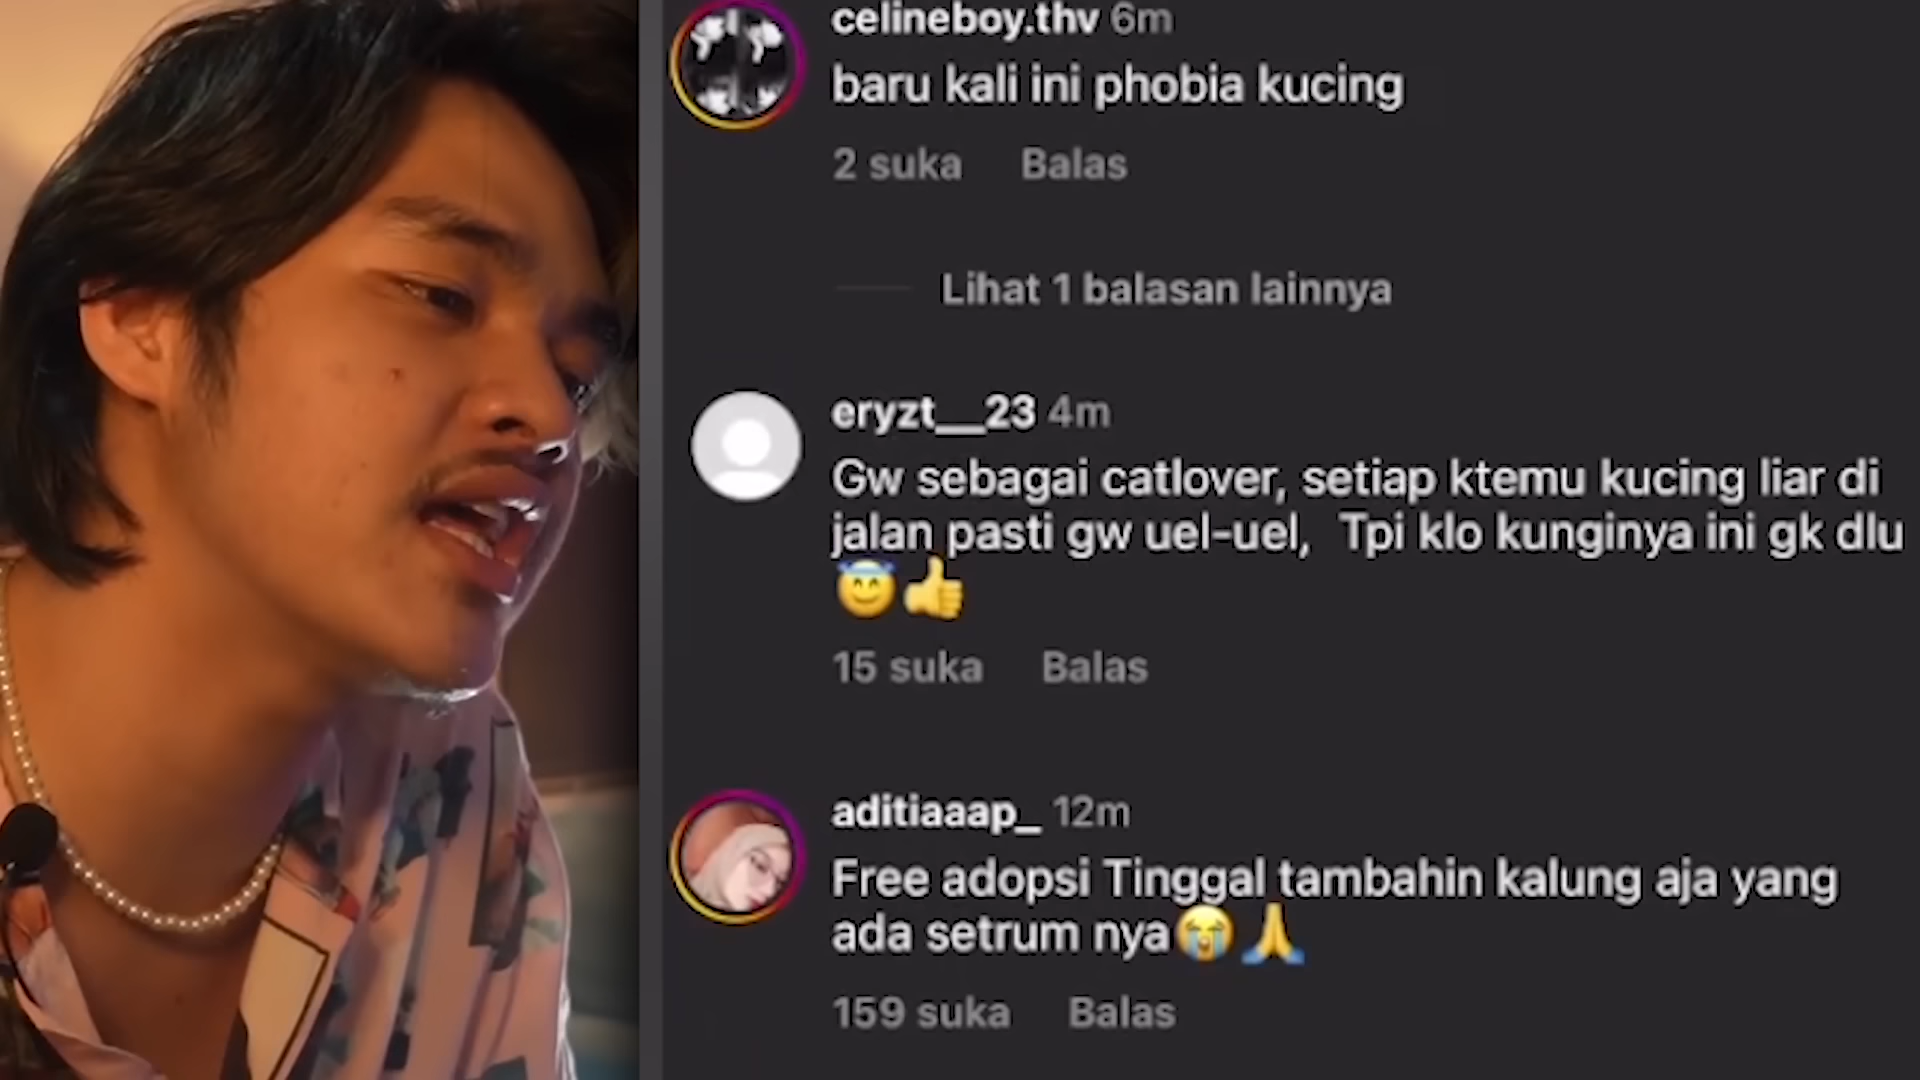 celineboy.thv 6m
baru kali ini phobia kucing
2 suka Balas
Lihat 1 balasan lainnya
eryzt__23 4m
Gw sebagai catlover, setiap ktemu kucing liar di
jalan pasti gw uel-uel, Tpi klo kunginya ini gk dlu
😇👍
15 suka Balas
aditiaaap_ 12m
Free adopsi Tinggal tambahin kalung aja yang
ada setrum nya😭🙏
159 suka Balas